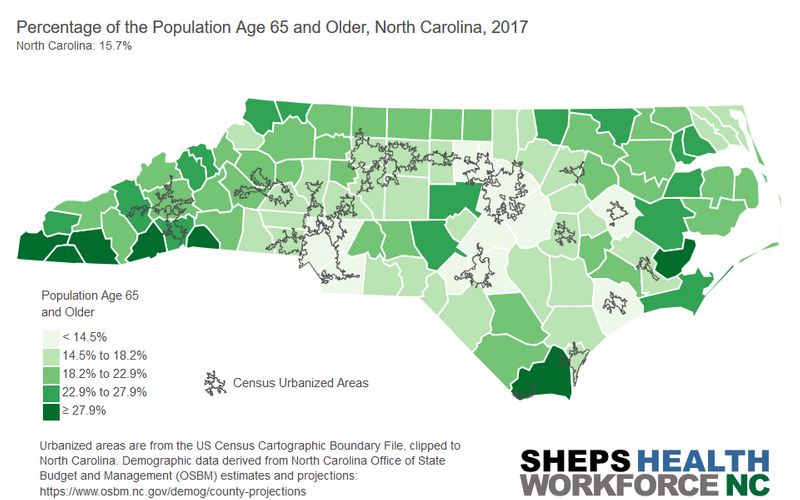 Percentage of the Population Age 65 and Older, North Carolina, 2017
North Carolina: 15.7%
Population Age 65
and Older
< 14.5%
14.5% to 18.2%
18.2% to 22.9%
22.9% to 27.9%
≥ 27.9%
Census Urbanized Areas
Urbanized areas are from the US Census Cartographic Boundary File, clipped to
North Carolina. Demographic data derived from North Carolina Office of State
Budget and Management (OSBM) estimates and projections:
https://www.osbm.nc.gov/demog/county-projections
SHEPS HEALTH
WORKFORCE NC